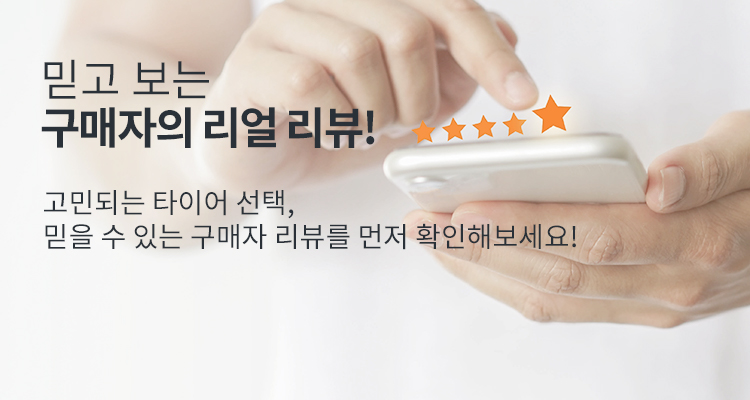 믿고 보는
구매자의 리얼 리뷰!
고민되는 타이어 선택,
믿을 수 있는 구매자 리뷰를 먼저 확인해보세요!